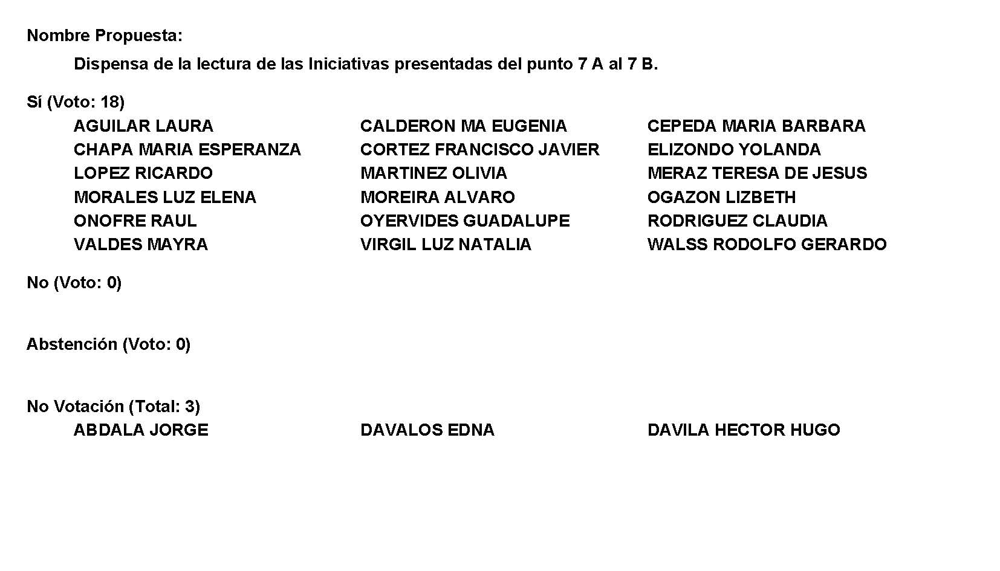 Nombre Propuesta:
Dispensa de la lectura de las Iniciativas presentadas del punto 7 A al 7 B.
Sí (Voto: 18)
AGUILAR LAURA CALDERON MA EUGENIA CEPEDA MARIA BARBARA
CHAPA MARIA ESPERANZA CORTEZ FRANCISCO JAVIER ELIZONDO YOLANDA
LOPEZ RICARDO MARTINEZ OLIVIA MERAZ TERESA DE JESUS
MORALES LUZ ELENA MOREIRA ALVARO OGAZON LIZBETH
ONOFRE RAUL OYERVIDES GUADALUPE RODRIGUEZ CLAUDIA
VALDES MAYRA VIRGIL LUZ NATALIA WALSS RODOLFO GERARDO
No (Voto: 0)
Abstención (Voto: 0)
No Votación (Total: 3)
ABDALA JORGE DAVALOS EDNA DAVILA HECTOR HUGO